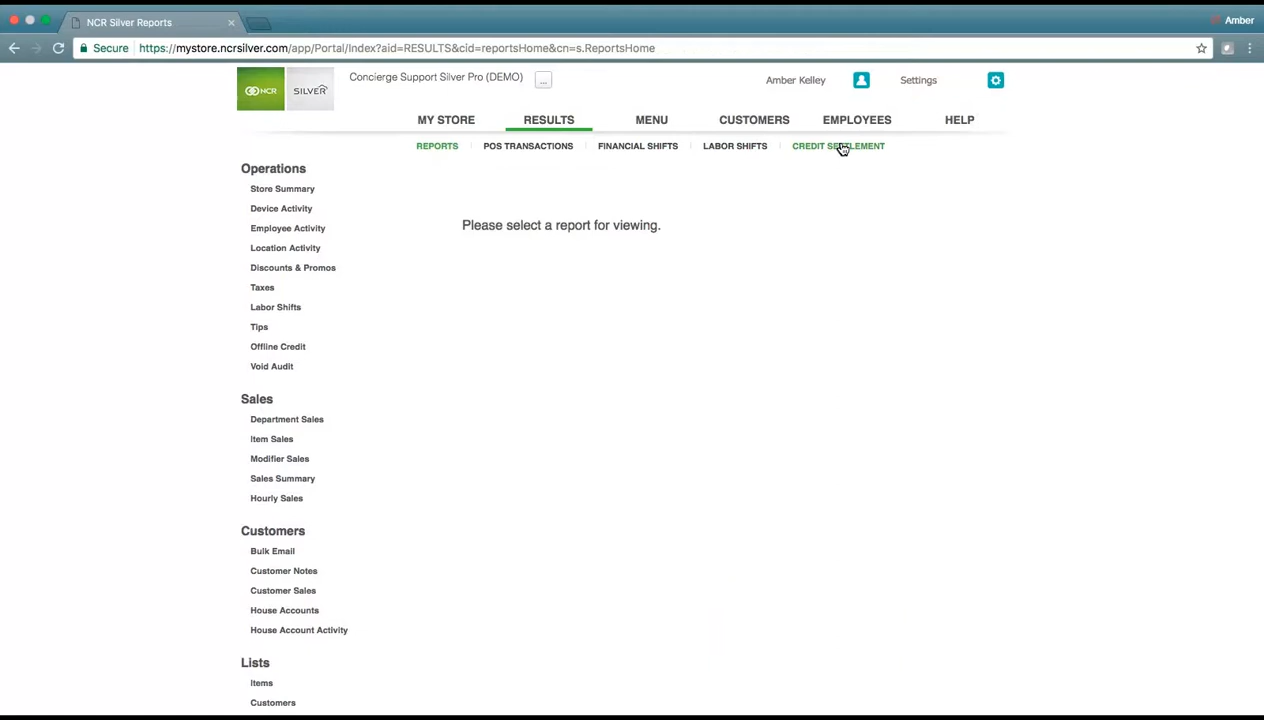 NCR Silver Reports
Amber
Secure https://mystore.ncrsilver.com/app/Portal/Index?aid=RESULTS&cid=reportsHome&cn=s.ReportsHome
NCR SILVER Concierge Support Silver Pro (DEMO) ... Amber Kelley Settings
MY STORE RESULTS MENU CUSTOMERS EMPLOYEES HELP
REPORTS POS TRANSACTIONS FINANCIAL SHIFTS LABOR SHIFTS CREDIT SETTLEMENT
Operations
Store Summary
Device Activity
Employee Activity
Location Activity
Discounts & Promos
Taxes
Labor Shifts
Tips
Offline Credit
Void Audit
Sales
Department Sales
Item Sales
Modifier Sales
Sales Summary
Hourly Sales
Customers
Bulk Email
Customer Notes
Customer Sales
House Accounts
House Account Activity
Lists
Items
Customers
Please select a report for viewing.